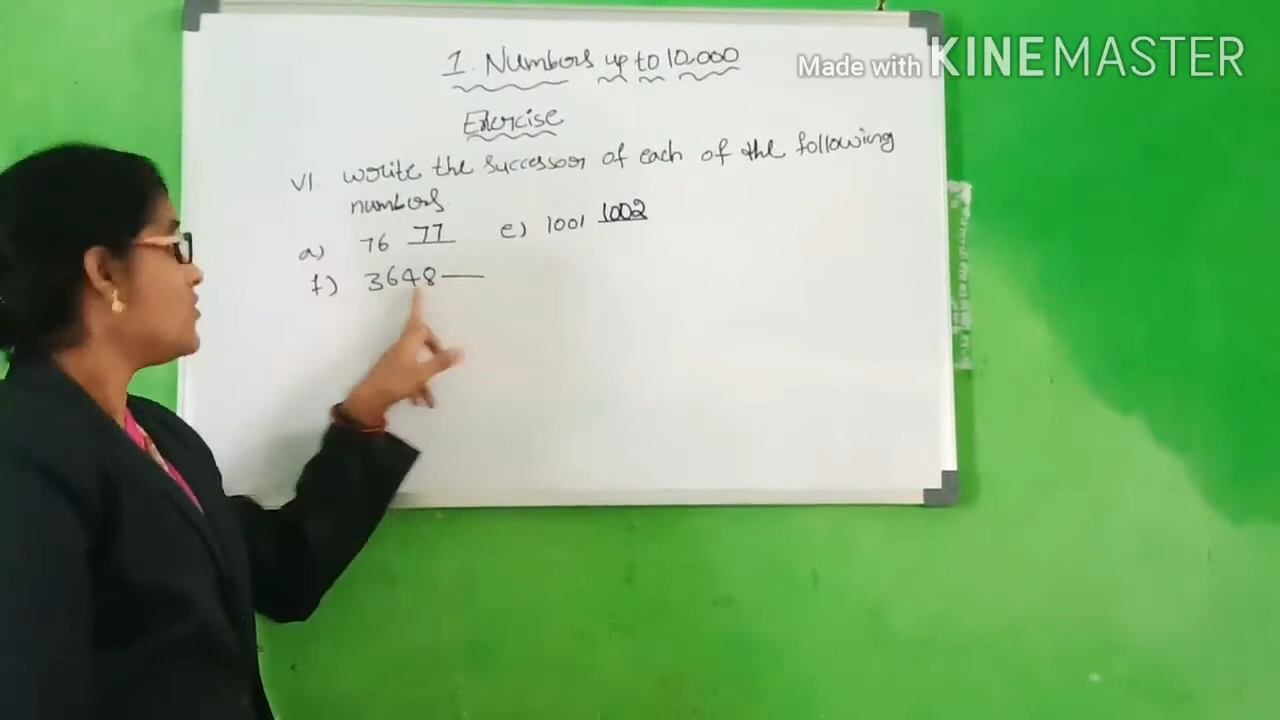 Made with KINEMASTER
1. Numbers up to 10,000
Exercise
VI. write the successor of each of the following
numbers.
a) 76 77 e) 1001 1002
f) 3648